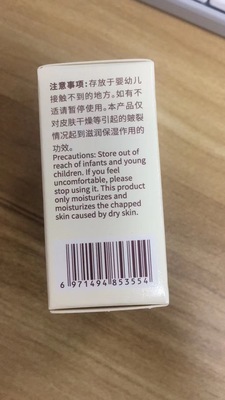 注意事项：存放于婴幼儿
接触不到的地方。如有不
适请暂停使用。本产品仅
对皮肤干燥等引起的皴裂
情况起到滋润保湿作用的
功效。
Precautions: Store out of
reach of infants and young
children. If you feel
uncomfortable, please
stop using it. This product
only moisturizes and
moisturizes the chapped
skin caused by dry skin.
6 971494 853554